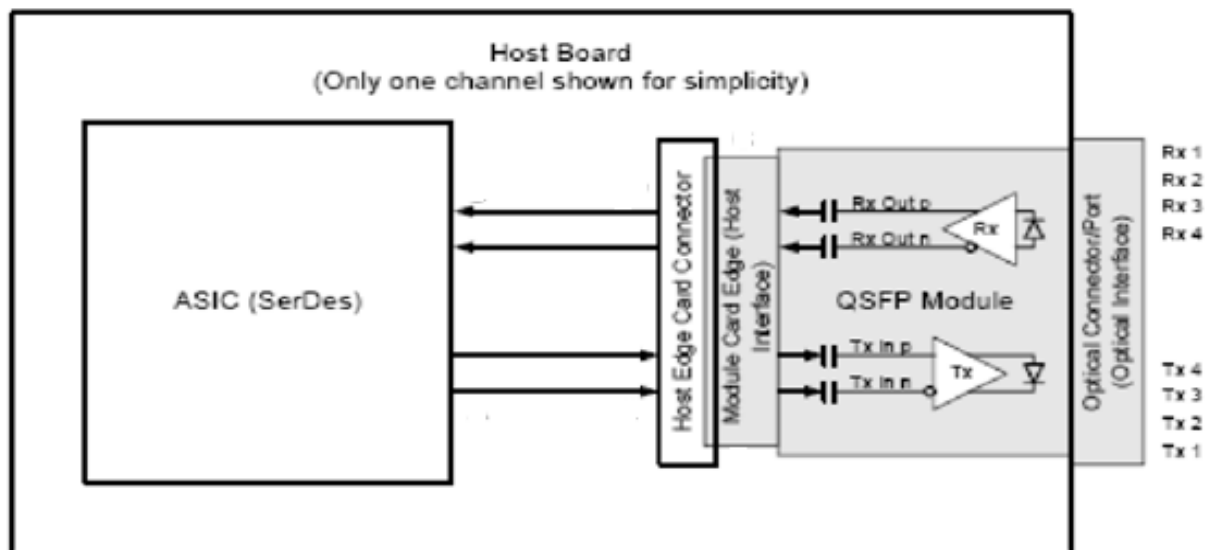 Host Board
(Only one channel shown for simplicity)
ASIC (SerDes)
Host Edge Card Connector
Module Card Edge (Host
Interface)
Rx Out p
Rx Out n
Rx
QSFP Module
Tx In p
Tx In n
Tx
Optical Connector/Port
(Optical Interface)
Rx 1
Rx 2
Rx 3
Rx 4
Tx 4
Tx 3
Tx 2
Tx 1